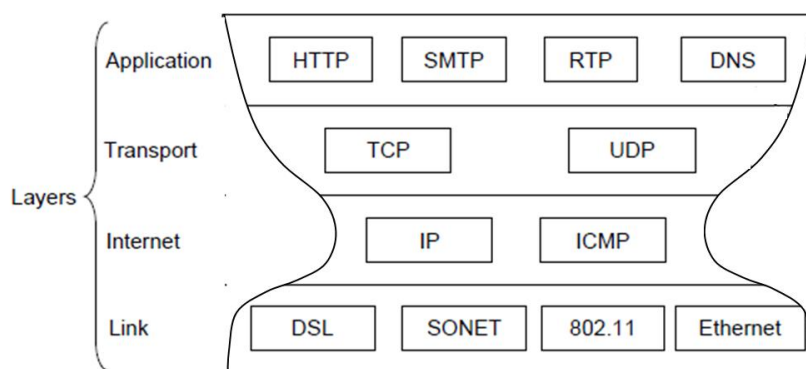 Application HTTP SMTP RTP DNS
Transport TCP UDP
Layers
Internet IP ICMP
Link DSL SONET 802.11 Ethernet